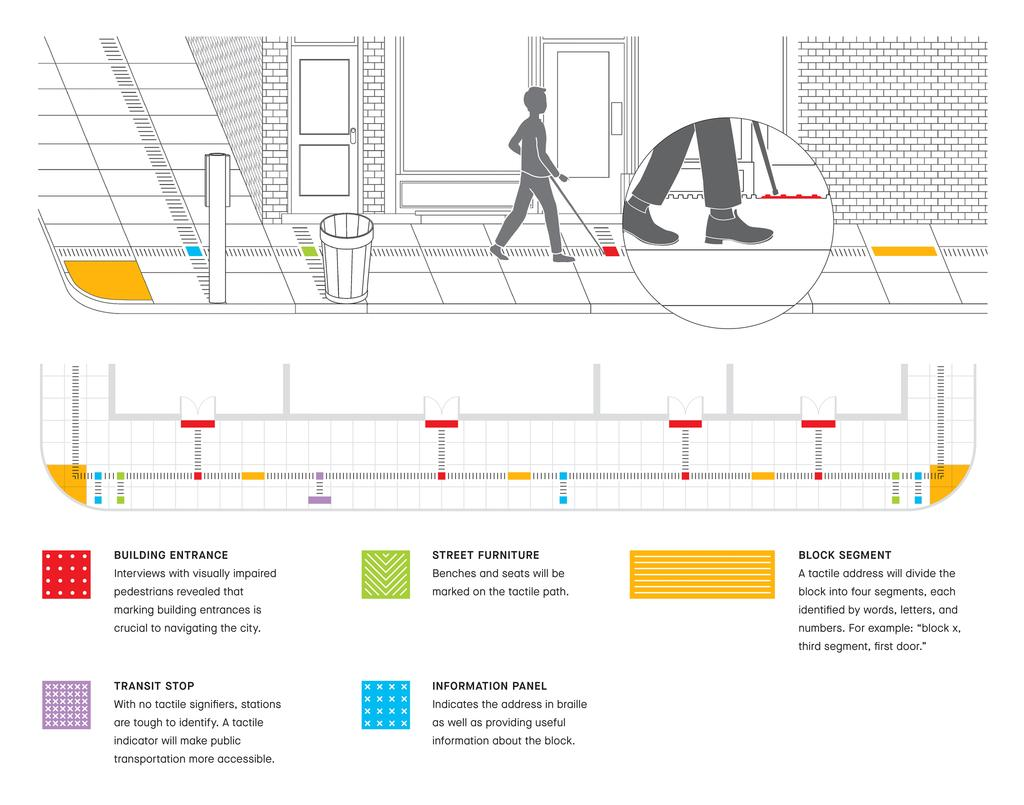 BUILDING ENTRANCE
Interviews with visually impaired
pedestrians revealed that
marking building entrances is
crucial to navigating the city.
STREET FURNITURE
Benches and seats will be
marked on the tactile path.
BLOCK SEGMENT
A tactile address will divide the
block into four segments, each
identified by words, letters, and
numbers. For example: “block x,
third segment, first door.”
TRANSIT STOP
With no tactile signifiers, stations
are tough to identify. A tactile
indicator will make public
transportation more accessible.
INFORMATION PANEL
Indicates the address in braille
as well as providing useful
information about the block.